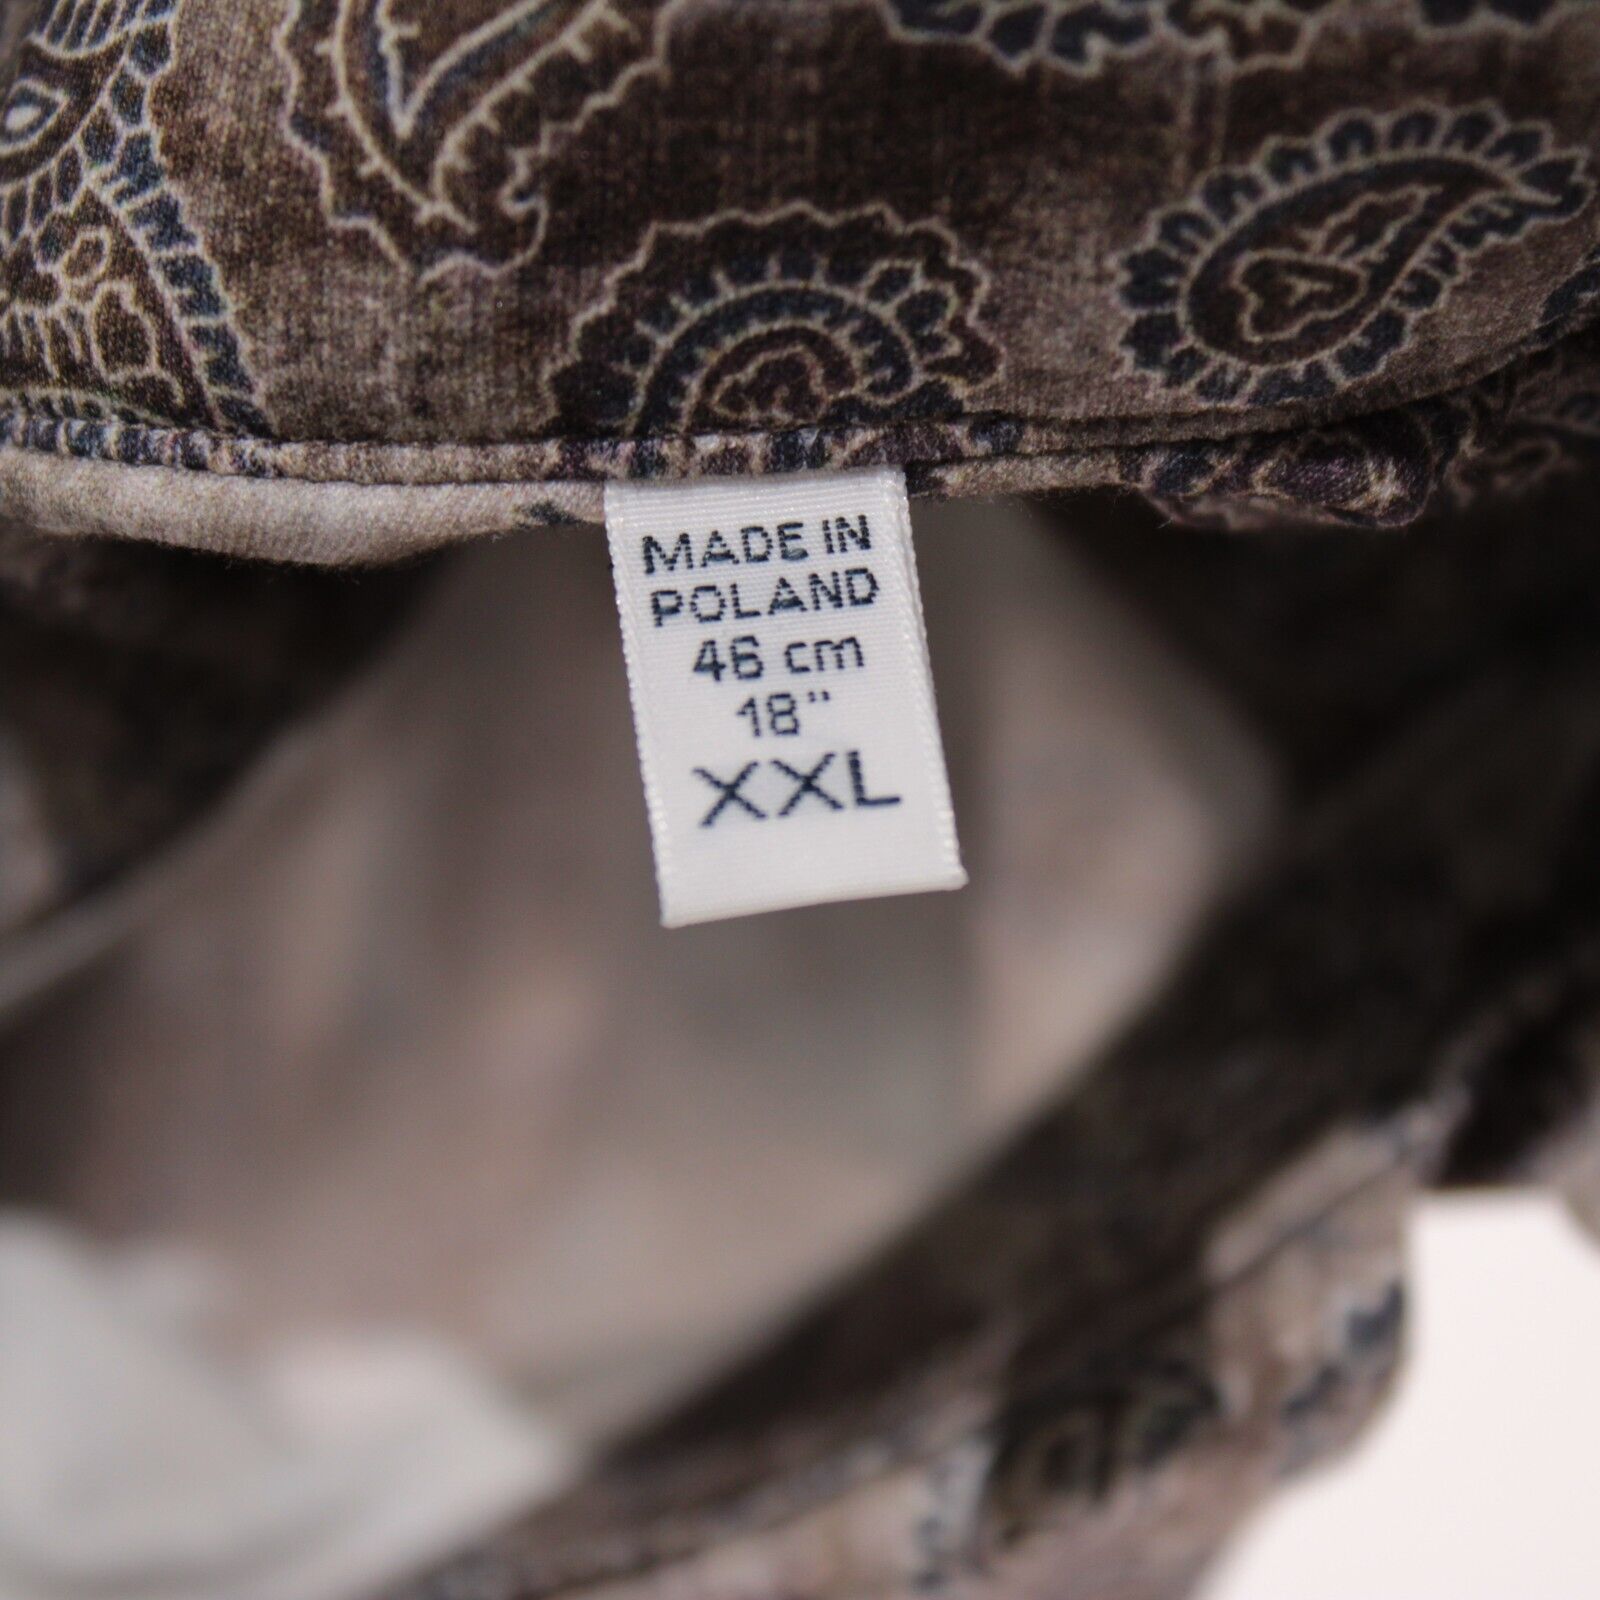 MADE IN
POLAND
46 cm
18"
XXL